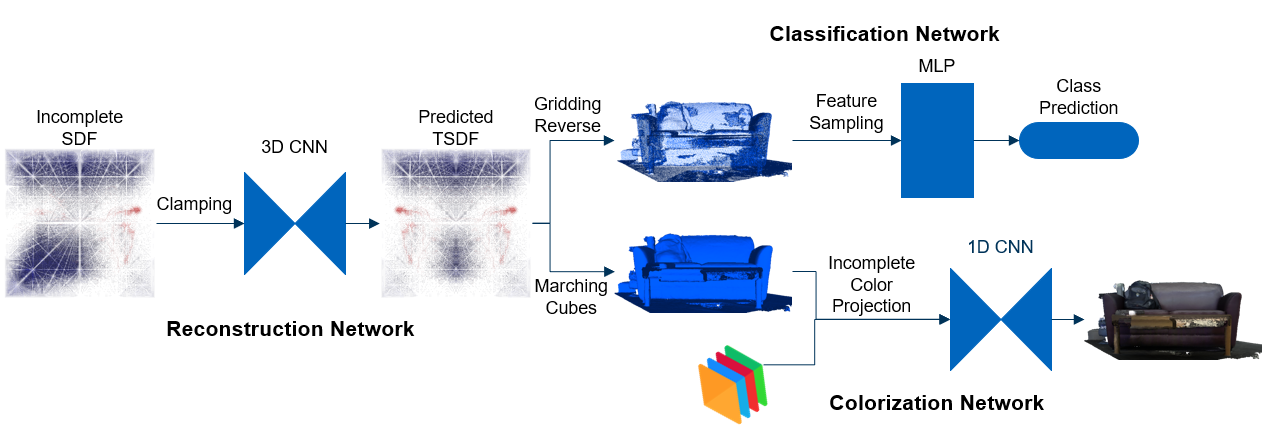 Classification Network
MLP
Class
Prediction
Feature
Sampling
Gridding
Reverse
Incomplete
SDF
3D CNN
Predicted
TSDF
Clamping
Marching
Cubes
Incomplete
Color
Projection
1D CNN
Reconstruction Network
Colorization Network